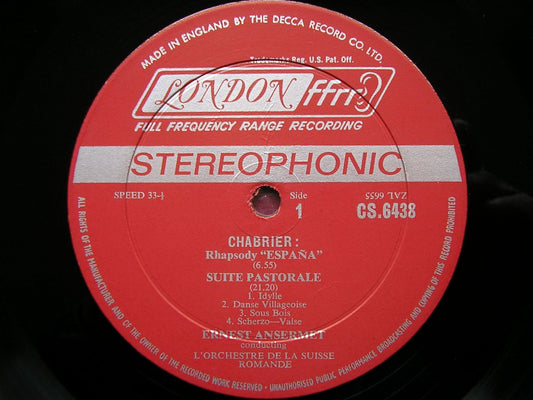 MADE IN ENGLAND BY THE DECCA RECORD CO. LTD.
Trademarks Reg. U.S. Pat. Off.
LONDON ffrr
FULL FREQUENCY RANGE RECORDING
STEREOPHONIC
SPEED 33⅓ Side ZAL 6655
1 CS.6438
CHABRIER:
Rhapsody "ESPAÑA"
(6.55)
SUITE PASTORALE
(21.20)
1. Idylle
2. Danse Villageoise
3. Sous Bois
4. Scherzo—Valse
ERNEST ANSERMET
conducting
L'ORCHESTRE DE LA SUISSE
ROMANDE
ALL RIGHTS OF THE MANUFACTURER AND OF THE OWNER OF THE RECORDED WORK RESERVED · UNAUTHORISED PUBLIC PERFORMANCE BROADCASTING AND COPYING OF THIS RECORD PROHIBITED